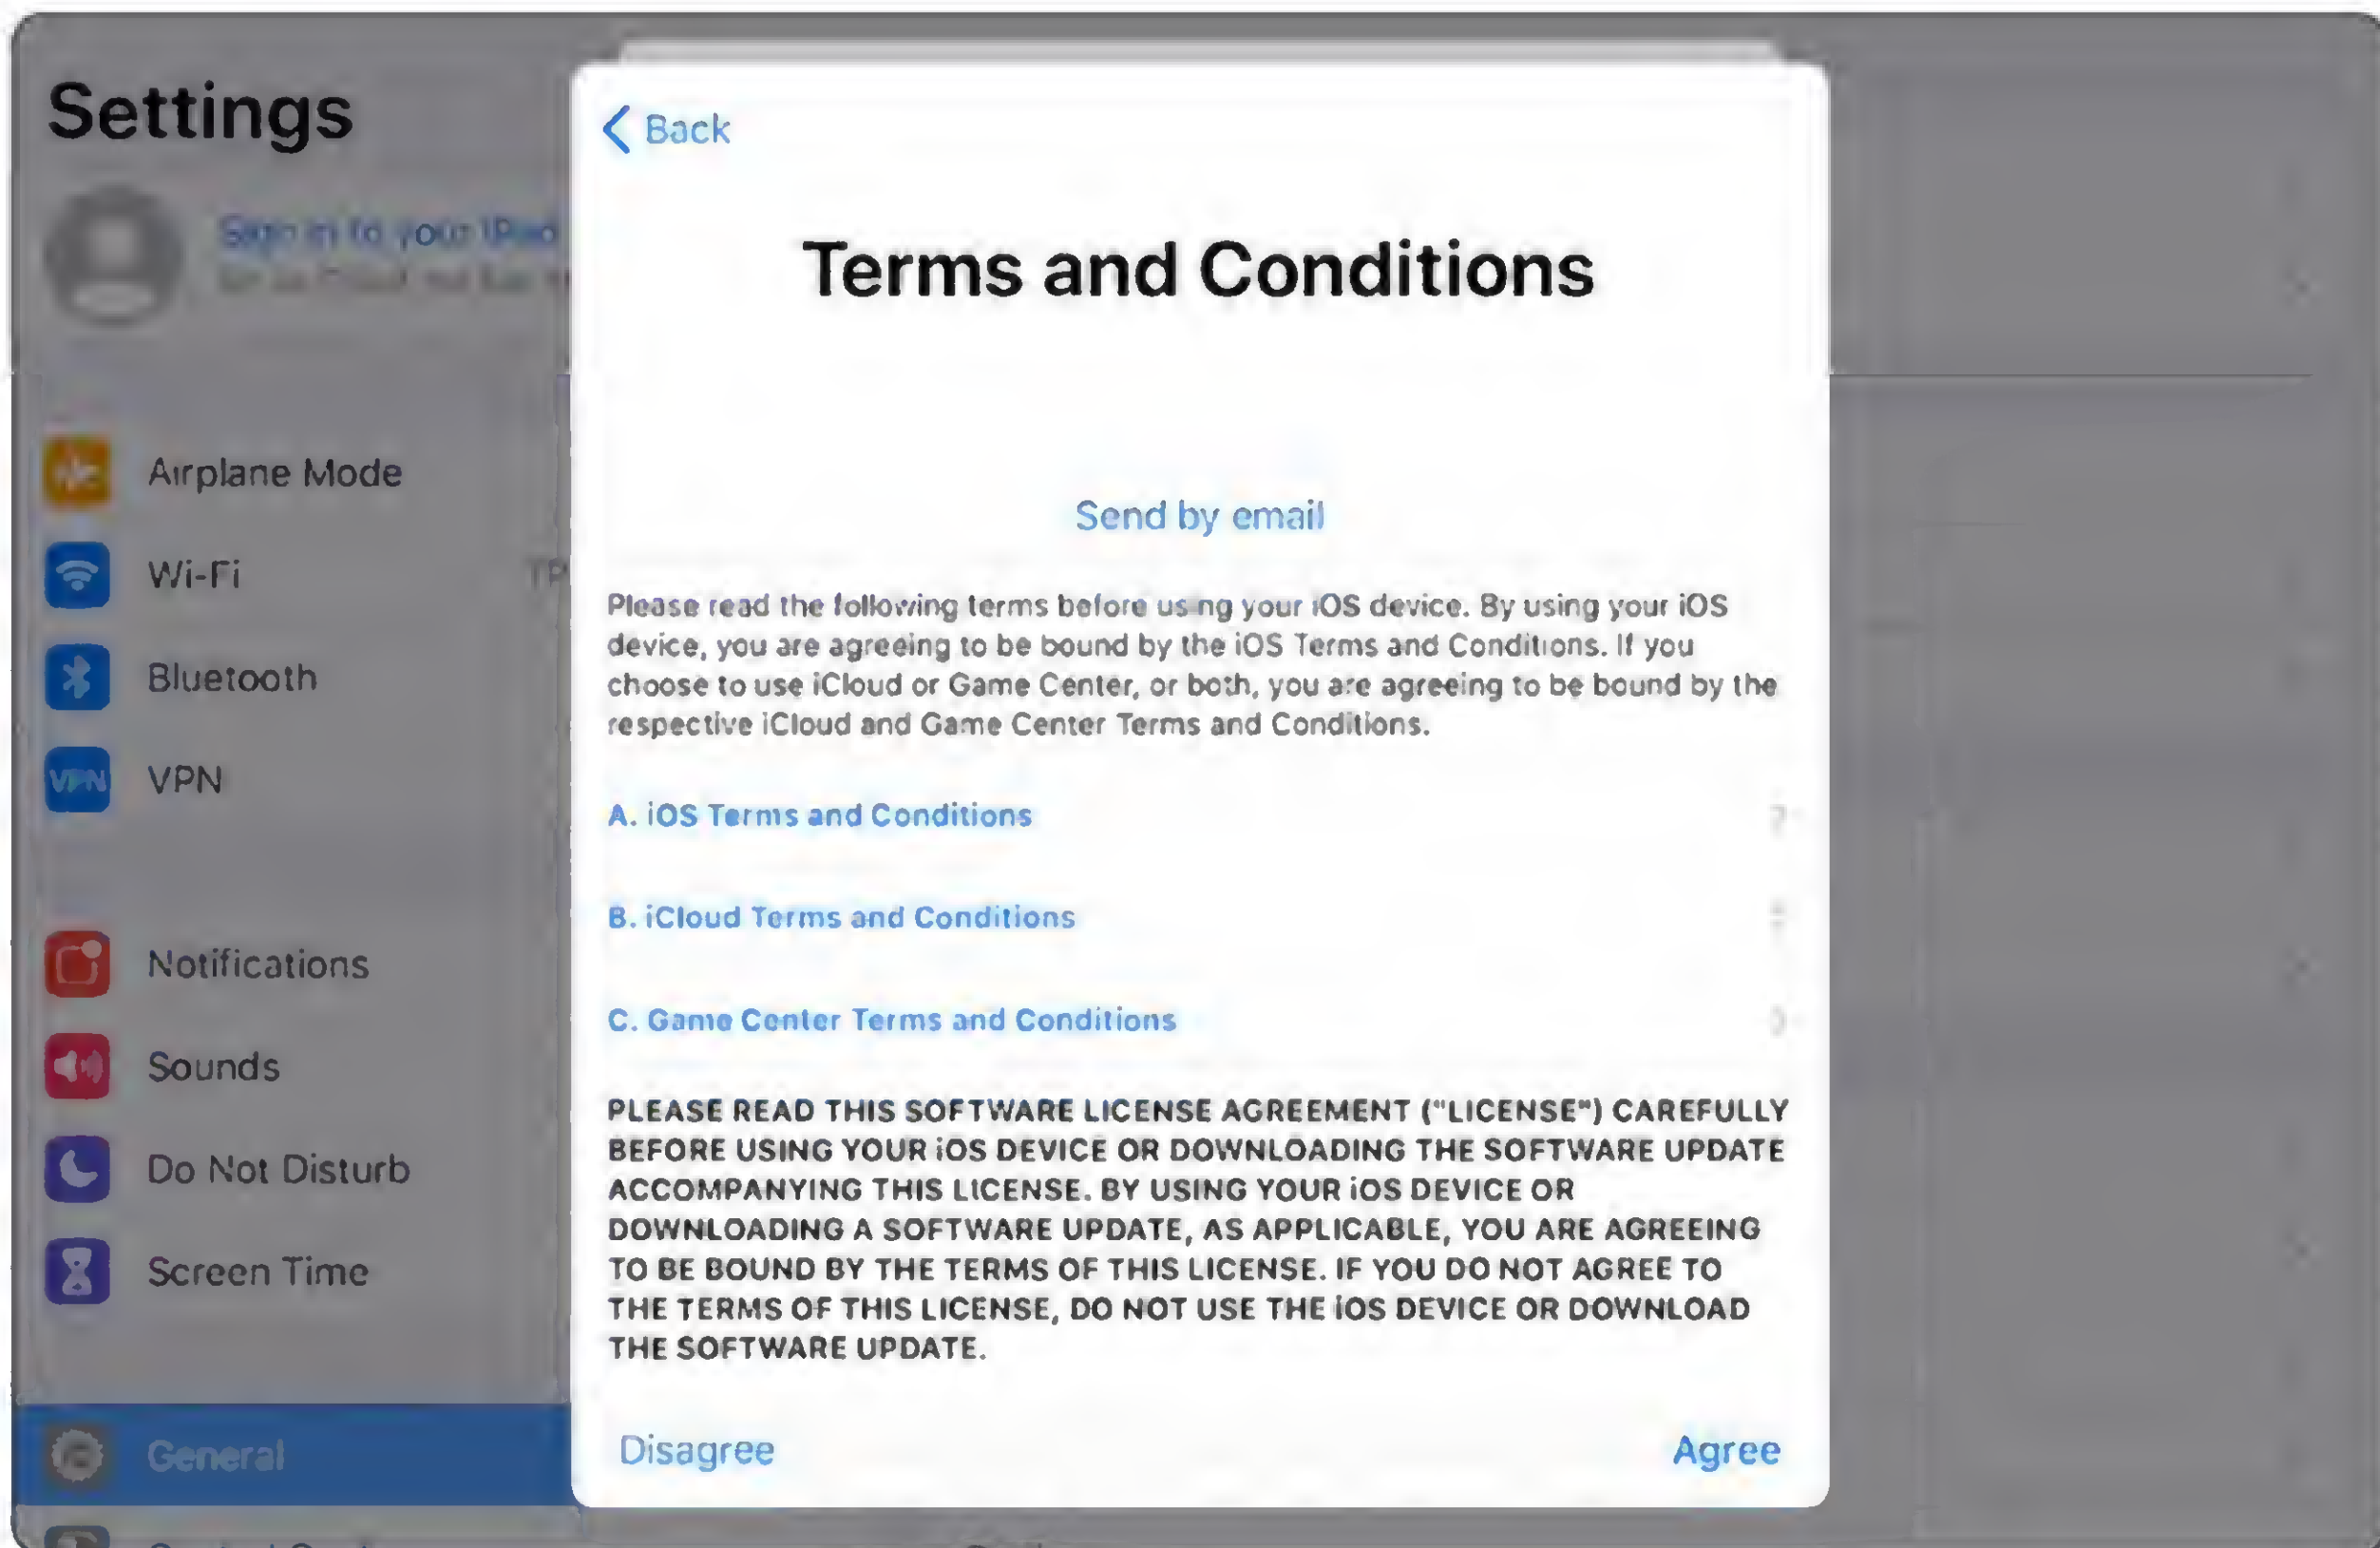 Settings
Sign in to your iPad
Airplane Mode
Wi-Fi
TP
Bluetooth
VPN
VPN
Notifications
Sounds
Do Not Disturb
Screen Time
General
Back
Terms and Conditions
Send by email
Please read the following terms before using your iOS device. By using your iOS
device, you are agreeing to be bound by the iOS Terms and Conditions. If you
choose to use iCloud or Game Center, or both, you are agreeing to be bound by the
respective iCloud and Game Center Terms and Conditions.
A. iOS Terms and Conditions
B. iCloud Terms and Conditions
C. Game Center Terms and Conditions
PLEASE READ THIS SOFTWARE LICENSE AGREEMENT ("LICENSE") CAREFULLY
BEFORE USING YOUR iOS DEVICE OR DOWNLOADING THE SOFTWARE UPDATE
ACCOMPANYING THIS LICENSE. BY USING YOUR iOS DEVICE OR
DOWNLOADING A SOFTWARE UPDATE, AS APPLICABLE, YOU ARE AGREEING
TO BE BOUND BY THE TERMS OF THIS LICENSE. IF YOU DO NOT AGREE TO
THE TERMS OF THIS LICENSE, DO NOT USE THE iOS DEVICE OR DOWNLOAD
THE SOFTWARE UPDATE.
Disagree
Agree